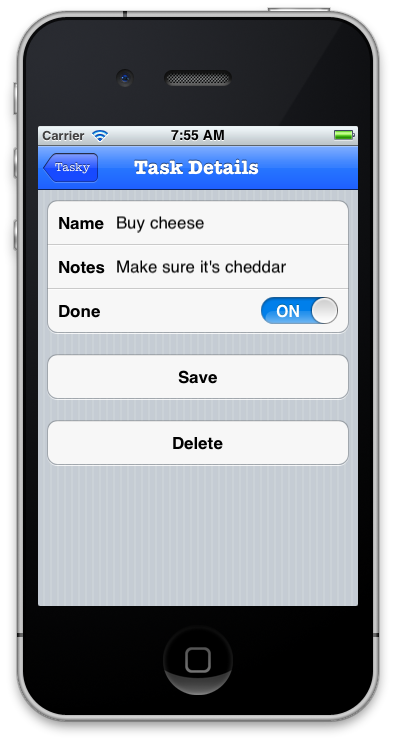 Carrier 7:55 AM
Tasky Task Details
Name Buy cheese
Notes Make sure it's cheddar
Done ON
Save
Delete